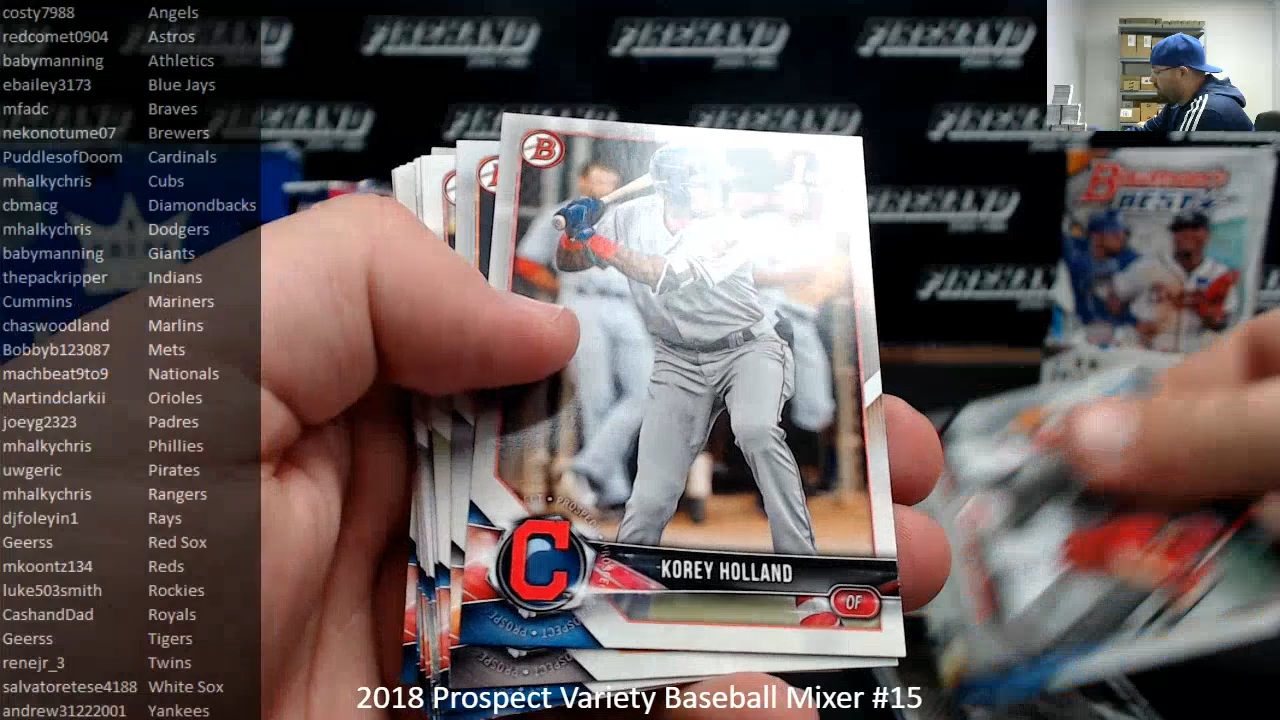 costy7988 Angels
redcomet0904 Astros
babymanning Athletics
ebailey3173 Blue Jays
mfadc Braves
nekonotume07 Brewers
PuddlesofDoom Cardinals
mhalkychris Cubs
cbmacg Diamondbacks
mhalkychris Dodgers
babymanning Giants
thepackripper Indians
Cummins Mariners
chaswoodland Marlins
Bobbyb123087 Mets
machbeat9to9 Nationals
Martindclarkii Orioles
joeyg2323 Padres
mhalkychris Phillies
uwgeric Pirates
mhalkychris Rangers
djfoleyin1 Rays
Geerss Red Sox
mkoontz134 Reds
luke503smith Rockies
CashandDad Royals
Geerss Tigers
renejr_3 Twins
salvatoretese4188 White Sox
andrew31222001 Yankees
B
C
KOREY HOLLAND
OF
PROSPECT
2018 Prospect Variety Baseball Mixer #15